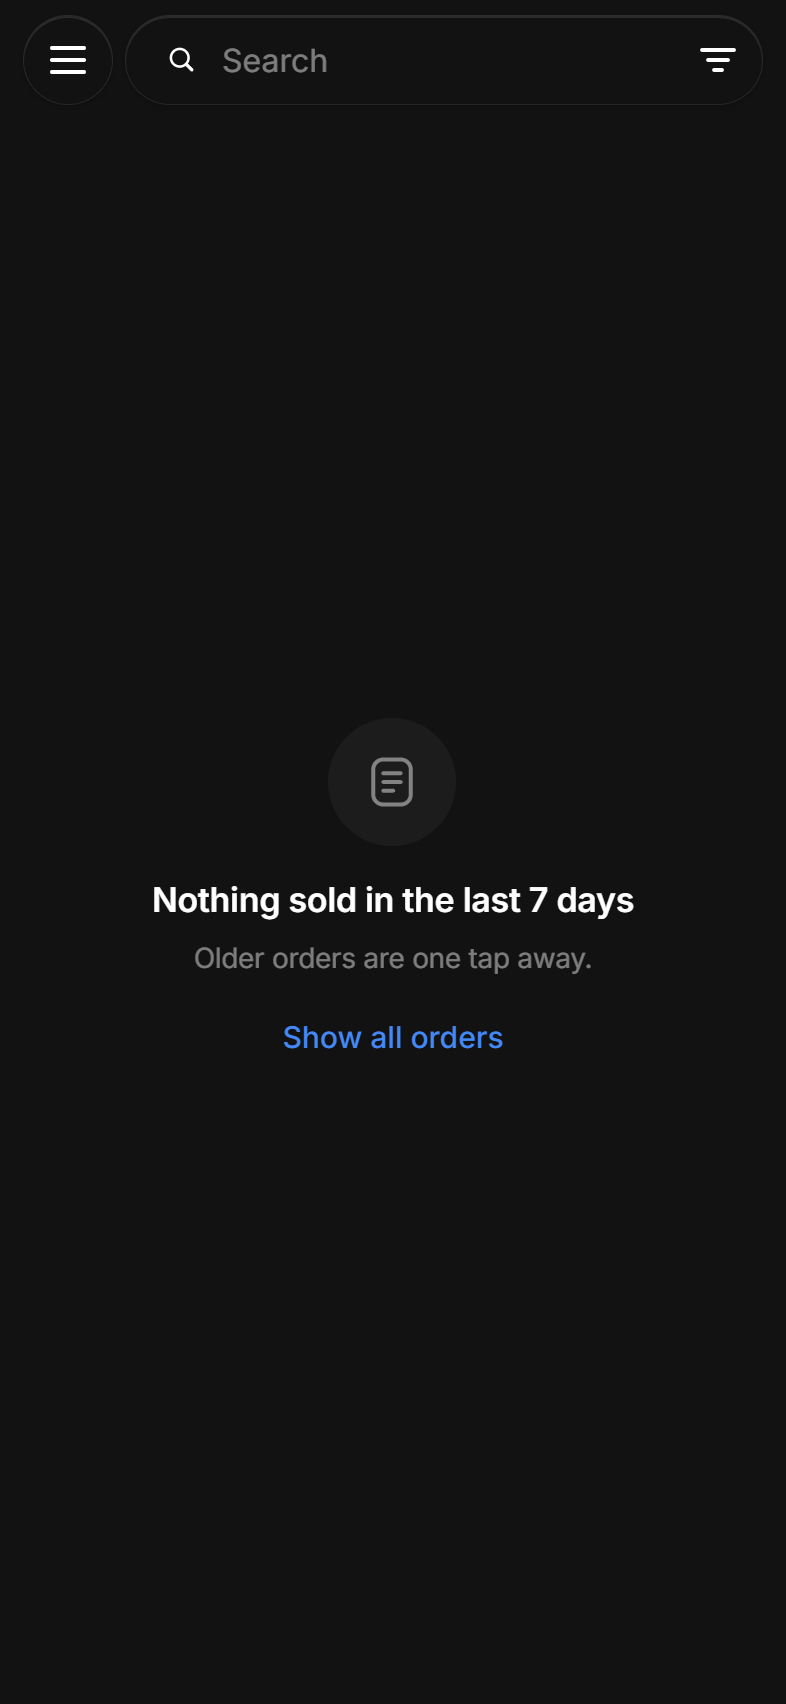 Search
Nothing sold in the last 7 days
Older orders are one tap away.
Show all orders